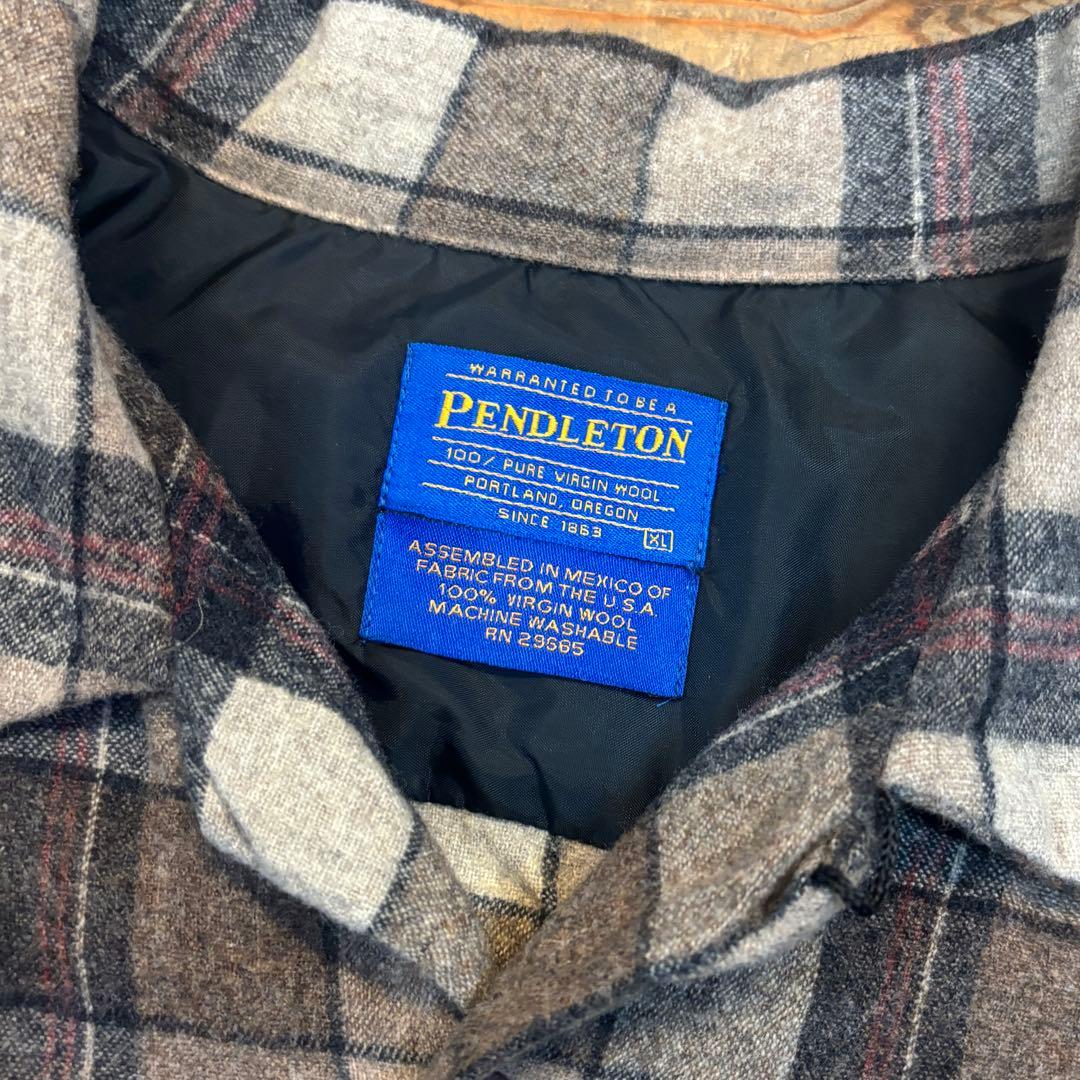 WARRANTED TO BE A
PENDLETON
100/ PURE VIRGIN WOOL
PORTLAND, OREGON
SINCE 1863
XL
ASSEMBLED IN MEXICO OF
FABRIC FROM THE U.S.A.
100% VIRGIN WOOL
MACHINE WASHABLE
RN 29665